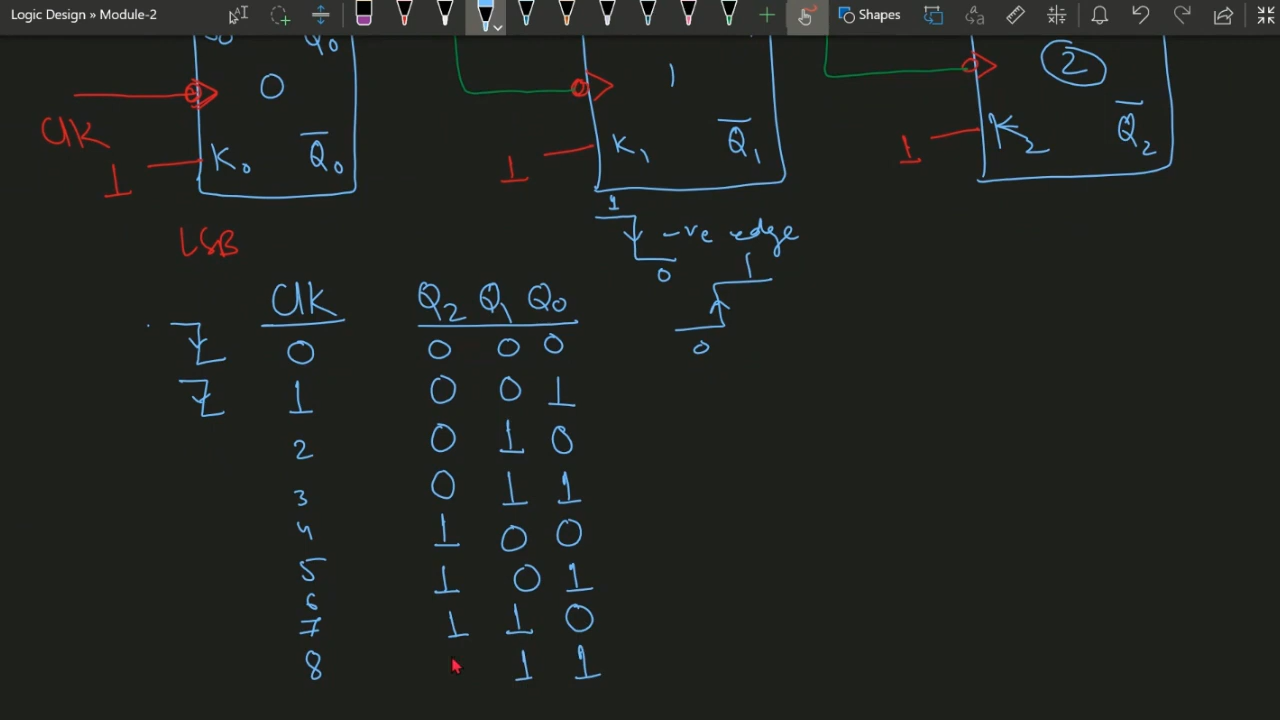 Logic Design » Module-2
Shapes
Q0
0 1 2
Clk K0 Q̅0 1 K1 Q̅1 1 K2 Q̅2
1
LSB
1 -ve edge
0 1
0
Clk Q2 Q1 Q0
0 0 0 0
1 0 0 1
2 0 1 0
3 0 1 1
4 1 0 0
5 1 0 1
6
7 1 1 0
8 1 1